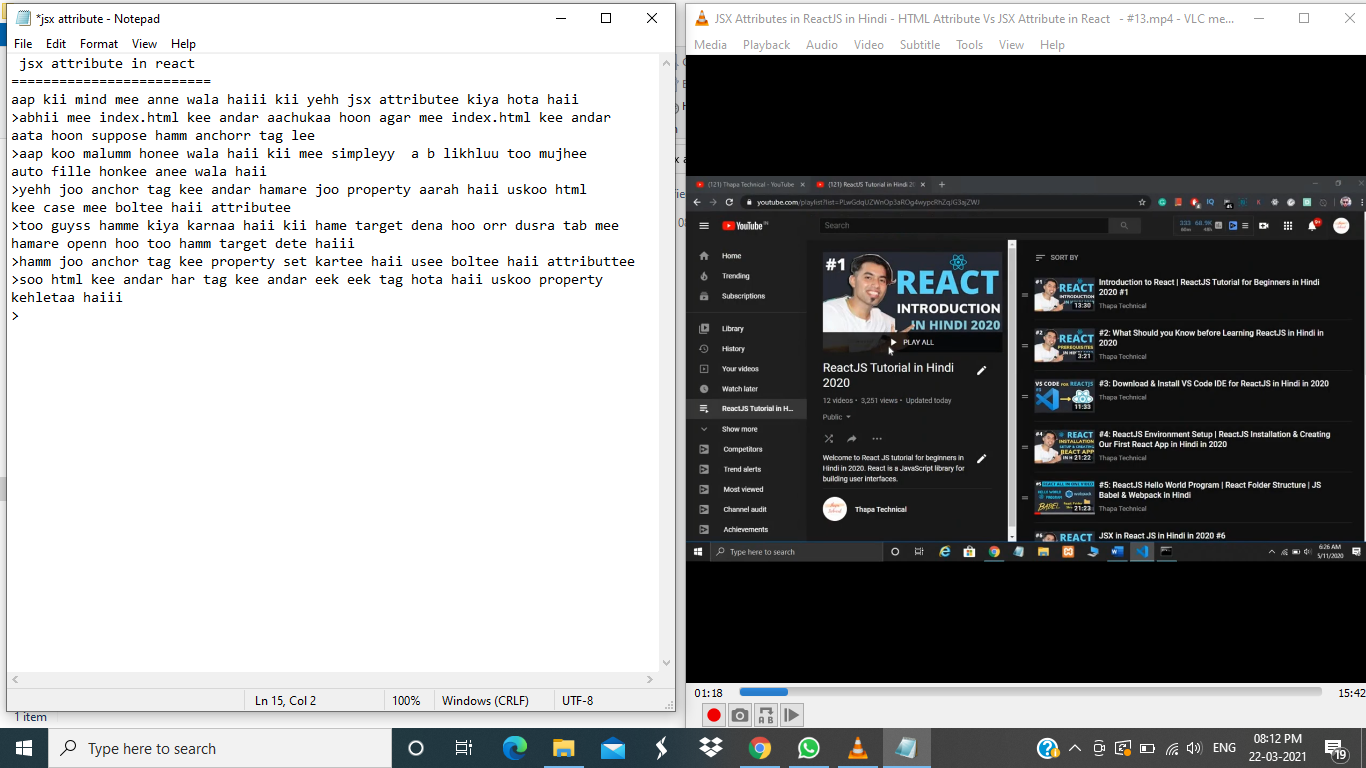 *jsx attribute - Notepad
File Edit Format View Help
jsx attribute in react
=========================
aap kii mind mee anne wala haiii kii yehh jsx attributee kiya hota haii
>abhii mee index.html kee andar aachukaa hoon agar mee index.html kee andar
aata hoon suppose hamm anchorr tag lee
>aap koo malumm honee wala haii kii mee simpleyy a b likhluu too mujhee
auto fille honkee anee wala haii
>yehh joo anchor tag kee andar hamare joo property aarah haii uskoo html
kee case mee boltee haii attributee
>too guyss hamme kiya karnaa haii kii hame target dena hoo orr dusra tab mee
hamare openn hoo too hamm target dete haiii
>hamm joo anchor tag kee property set kartee haii usee boltee haii attributtee
>soo html kee andar har tag kee andar eek eek tag hota haii uskoo property
kehletaa haiii
>
Ln 15, Col 2
100%
Windows (CRLF)
UTF-8
1 item
JSX Attributes in ReactJS in Hindi - HTML Attribute Vs JSX Attribute in React - #13.mp4 - VLC me...
Media Playback Audio Video Subtitle Tools View Help
(121) Thapa Technical - YouTube
(121) ReactJS Tutorial in Hindi 2
YouTube IN
Search
Home
Trending
Subscriptions
Library
History
Your videos
Watch later
ReactJS Tutorial in H...
Show more
Competitors
Trend alerts
Most viewed
Channel audit
Achievements
#1
REACT
INTRODUCTION
IN HINDI 2020
PLAY ALL
ReactJS Tutorial in Hindi
2020
12 videos • 3,251 views • Updated today
Public
Welcome to React JS tutorial for beginners in
Hindi in 2020. React is a JavaScript library for
building user interfaces.
Thapa Technical
SORT BY
13:30
Introduction to React | ReactJS Tutorial for Beginners in Hindi
2020 #1
Thapa Technical
3:21
#2: What Should you Know before Learning ReactJS in Hindi in
2020
Thapa Technical
11:33
#3: Download & Install VS Code IDE for ReactJS in Hindi in 2020
Thapa Technical
21:22
#4: ReactJS Environment Setup | ReactJS Installation & Creating
Our First React App in Hindi in 2020
Thapa Technical
21:23
#5: ReactJS Hello World Program | React Folder Structure | JS
Babel & Webpack in Hindi
Thapa Technical
JSX in React JS in Hindi in 2020 #6
Type here to search
6:26 AM
5/11/2020
01:18
15:42
Type here to search
ENG
08:12 PM
22-03-2021
19